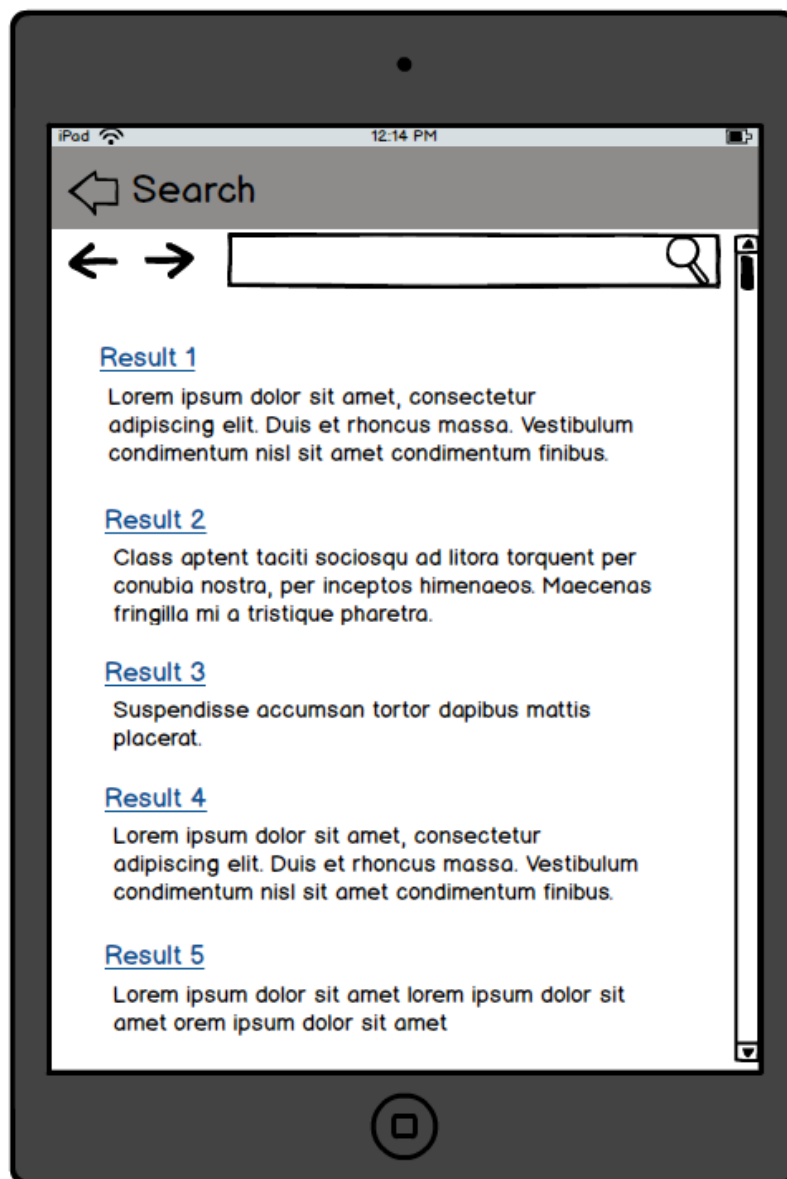 iPad 12:14 PM
Search
Result 1
Lorem ipsum dolor sit amet, consectetur
adipiscing elit. Duis et rhoncus massa. Vestibulum
condimentum nisl sit amet condimentum finibus.
Result 2
Class aptent taciti sociosqu ad litora torquent per
conubia nostra, per inceptos himenaeos. Maecenas
fringilla mi a tristique pharetra.
Result 3
Suspendisse accumsan tortor dapibus mattis
placerat.
Result 4
Lorem ipsum dolor sit amet, consectetur
adipiscing elit. Duis et rhoncus massa. Vestibulum
condimentum nisl sit amet condimentum finibus.
Result 5
Lorem ipsum dolor sit amet lorem ipsum dolor sit
amet orem ipsum dolor sit amet